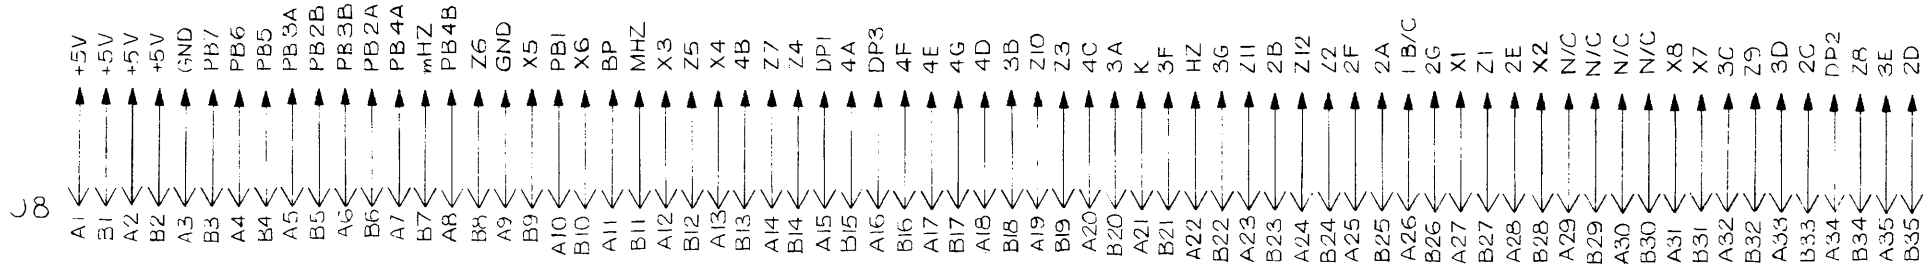 +5V
+5V
+5V
+5V
GND
PB7
PB6
PB5
PB3A
PB2B
PB3B
PB2A
PB4A
mHZ
PB4B
Z6
GND
X5
PB1
X6
BP
MHZ
X3
Z5
X4
4B
Z7
Z4
DP1
4A
DP3
4F
4E
4G
4D
3B
Z10
Z3
4C
3A
K
3F
HZ
3G
Z11
2B
Z12
Z2
2F
2A
1B/C
2G
X1
Z1
2E
X2
N/C
N/C
N/C
N/C
X8
X7
3C
Z9
3D
2C
DP2
Z8
3E
2D
J8
A1
B1
A2
B2
A3
B3
A4
B4
A5
B5
A6
B6
A7
B7
A8
B8
A9
B9
A10
B10
A11
B11
A12
B12
A13
B13
A14
B14
A15
B15
A16
B16
A17
B17
A18
B18
A19
B19
A20
B20
A21
B21
A22
B22
A23
B23
A24
B24
A25
B25
A26
B26
A27
B27
A28
B28
A29
B29
A30
B30
A31
B31
A32
B32
A33
B33
A34
B34
A35
B35